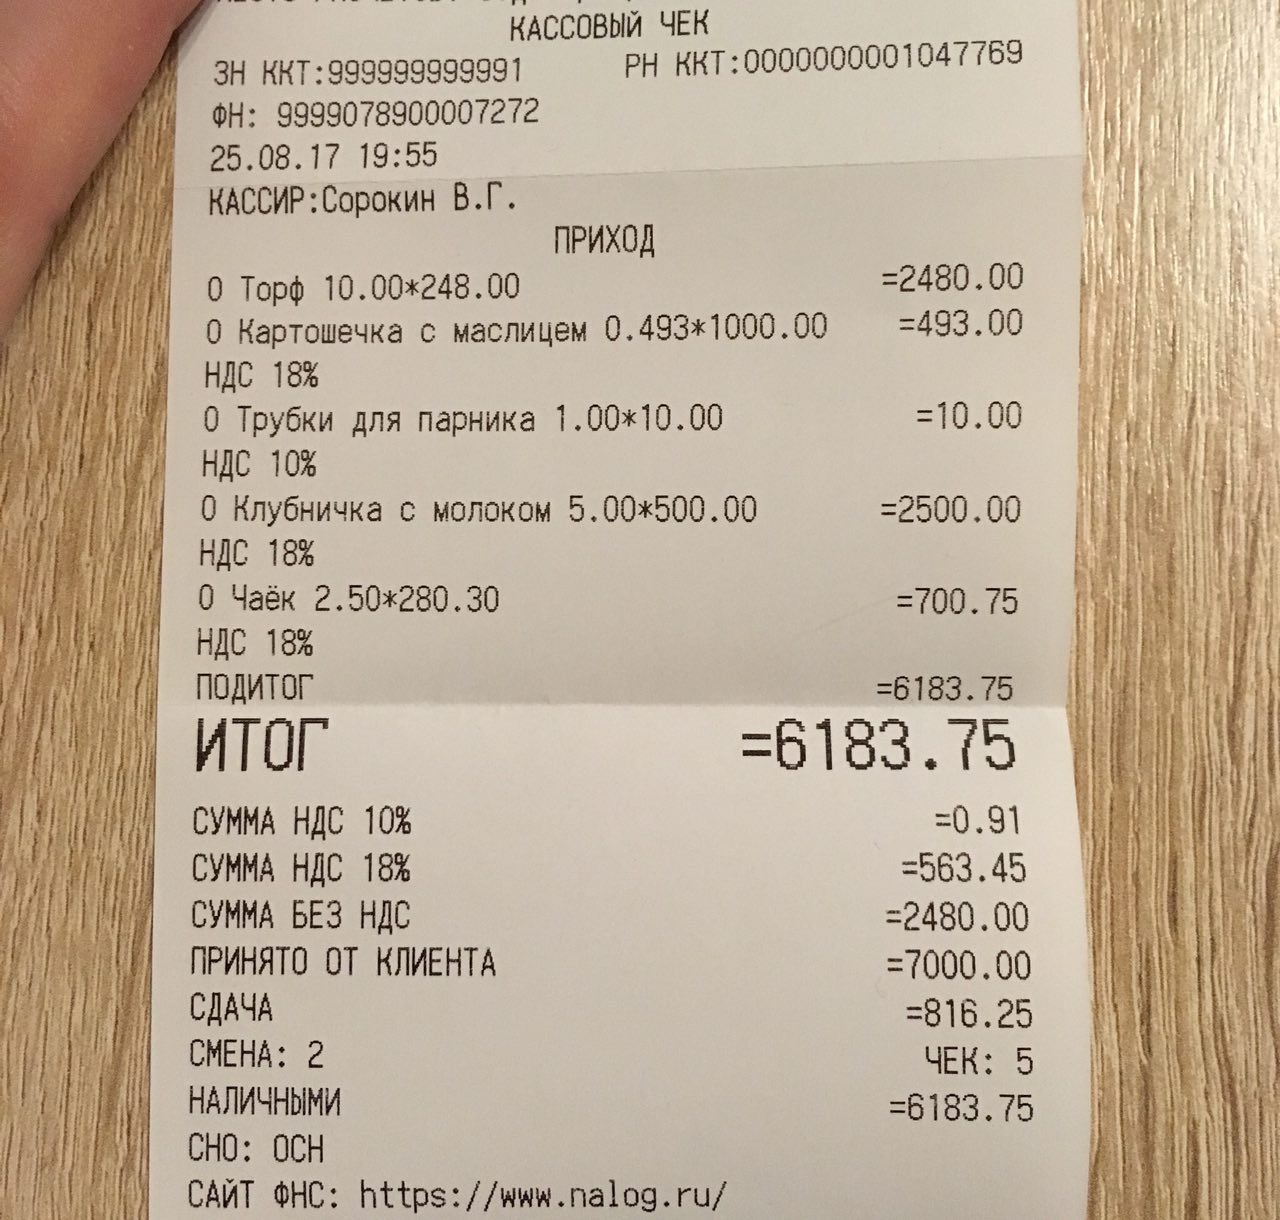 КАССОВЫЙ ЧЕК
ЗН ККТ:999999999991 РН ККТ:0000000001047769
ФН: 9999078900007272
25.08.17 19:55
КАССИР:Сорокин В.Г.
ПРИХОД
0 Торф 10.00*248.00 =2480.00
0 Картошечка с маслицем 0.493*1000.00 =493.00
НДС 18%
0 Трубки для парника 1.00*10.00 =10.00
НДС 10%
0 Клубничка с молоком 5.00*500.00 =2500.00
НДС 18%
0 Чаёк 2.50*280.30 =700.75
НДС 18%
ПОДИТОГ =6183.75
ИТОГ =6183.75
СУММА НДС 10% =0.91
СУММА НДС 18% =563.45
СУММА БЕЗ НДС =2480.00
ПРИНЯТО ОТ КЛИЕНТА =7000.00
СДАЧА =816.25
СМЕНА: 2 ЧЕК: 5
НАЛИЧНЫМИ =6183.75
СНО: ОСН
САЙТ ФНС: https://www.nalog.ru/